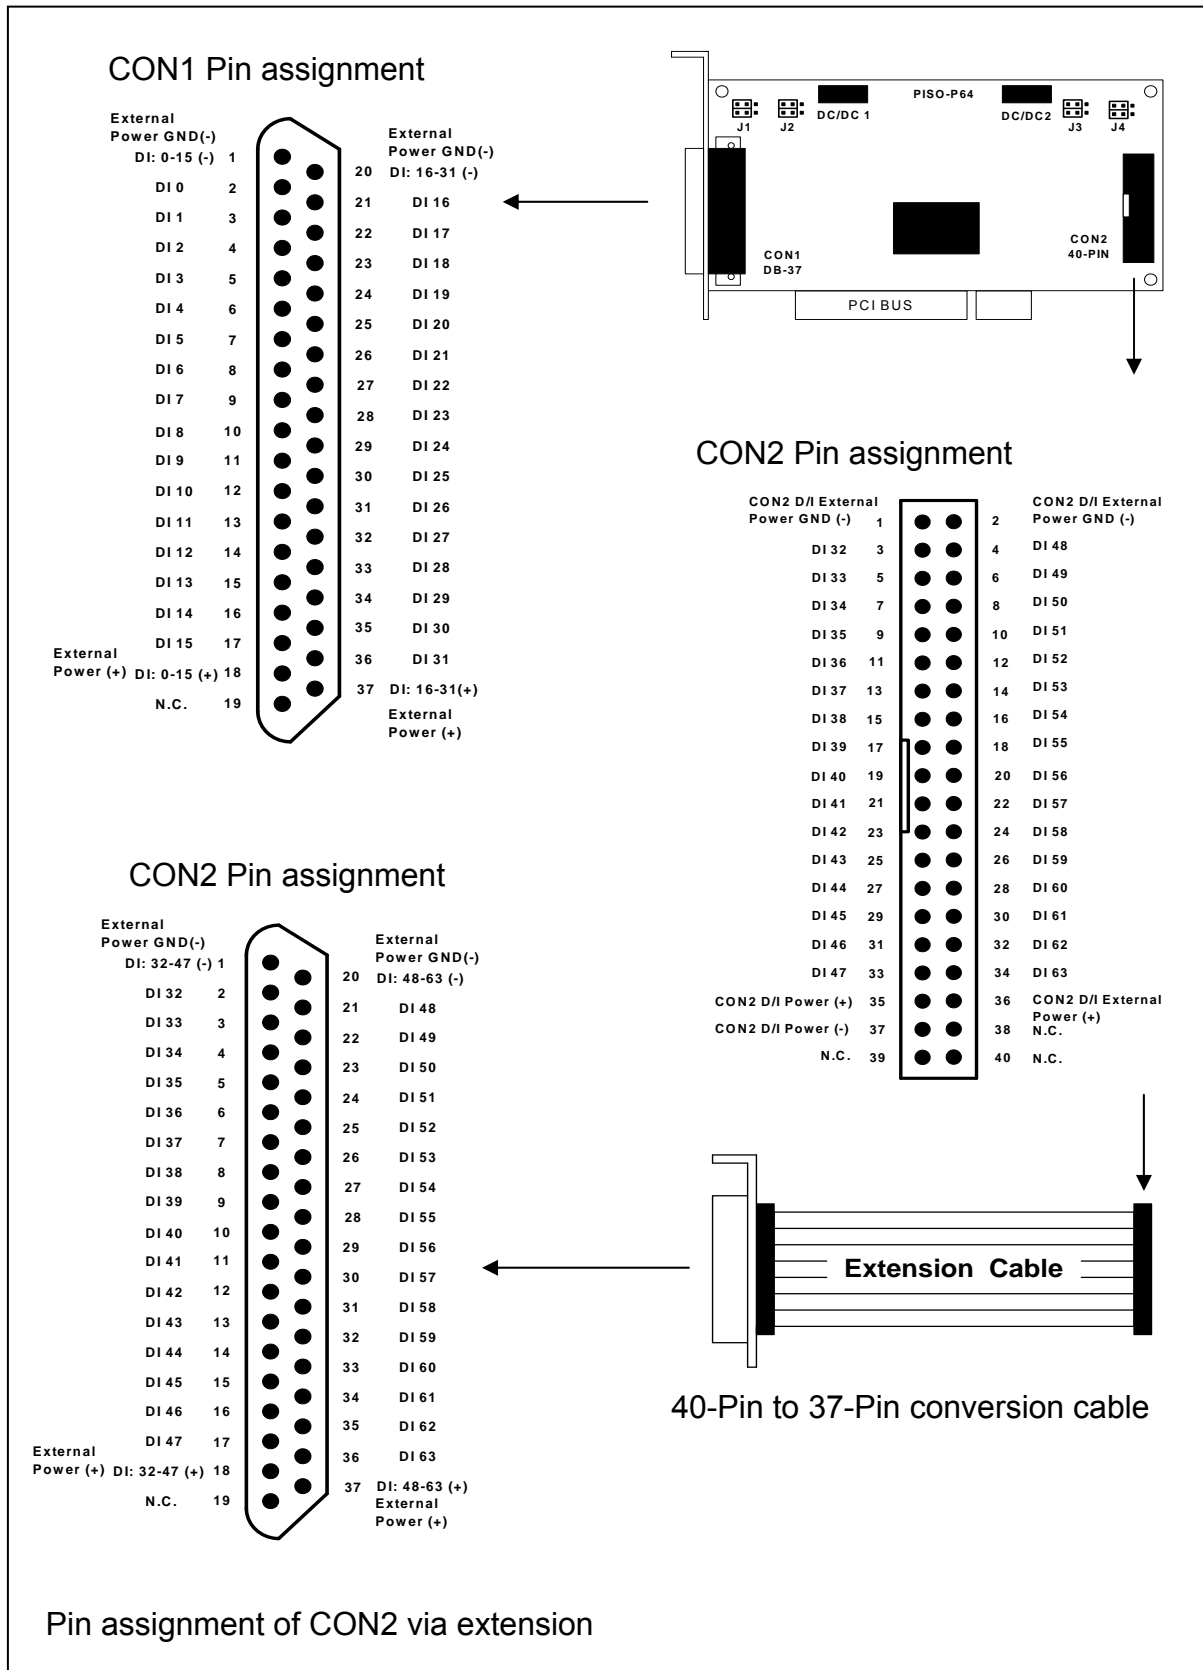 CON1 Pin assignment
External
Power GND(-)
DI: 0-15 (-) 1
DI 0 2
DI 1 3
DI 2 4
DI 3 5
DI 4 6
DI 5 7
DI 6 8
DI 7 9
DI 8 10
DI 9 11
DI 10 12
DI 11 13
DI 12 14
DI 13 15
DI 14 16
DI 15 17
External
Power (+) DI: 0-15 (+) 18
N.C. 19
External
Power GND(-)
20 DI: 16-31 (-)
21 DI 16
22 DI 17
23 DI 18
24 DI 19
25 DI 20
26 DI 21
27 DI 22
28 DI 23
29 DI 24
30 DI 25
31 DI 26
32 DI 27
33 DI 28
34 DI 29
35 DI 30
36 DI 31
37 DI: 16-31(+)
External
Power (+)
PISO-P64
J1 J2 DC/DC 1 DC/DC2 J3 J4
CON1
DB-37
CON2
40-PIN
PCI BUS
CON2 Pin assignment
CON2 D/I External
Power GND (-) 1
DI 32 3
DI 33 5
DI 34 7
DI 35 9
DI 36 11
DI 37 13
DI 38 15
DI 39 17
DI 40 19
DI 41 21
DI 42 23
DI 43 25
DI 44 27
DI 45 29
DI 46 31
DI 47 33
CON2 D/I Power (+) 35
CON2 D/I Power (-) 37
N.C. 39
CON2 D/I External
2 Power GND (-)
4 DI 48
6 DI 49
8 DI 50
10 DI 51
12 DI 52
14 DI 53
16 DI 54
18 DI 55
20 DI 56
22 DI 57
24 DI 58
26 DI 59
28 DI 60
30 DI 61
32 DI 62
34 DI 63
36 CON2 D/I External
Power (+)
38 N.C.
40 N.C.
CON2 Pin assignment
External
Power GND(-)
DI: 32-47 (-) 1
DI 32 2
DI 33 3
DI 34 4
DI 35 5
DI 36 6
DI 37 7
DI 38 8
DI 39 9
DI 40 10
DI 41 11
DI 42 12
DI 43 13
DI 44 14
DI 45 15
DI 46 16
DI 47 17
External
Power (+) DI: 32-47 (+) 18
N.C. 19
External
Power GND(-)
20 DI: 48-63 (-)
21 DI 48
22 DI 49
23 DI 50
24 DI 51
25 DI 52
26 DI 53
27 DI 54
28 DI 55
29 DI 56
30 DI 57
31 DI 58
32 DI 59
33 DI 60
34 DI 61
35 DI 62
36 DI 63
37 DI: 48-63 (+)
External
Power (+)
Extension Cable
40-Pin to 37-Pin conversion cable
Pin assignment of CON2 via extension